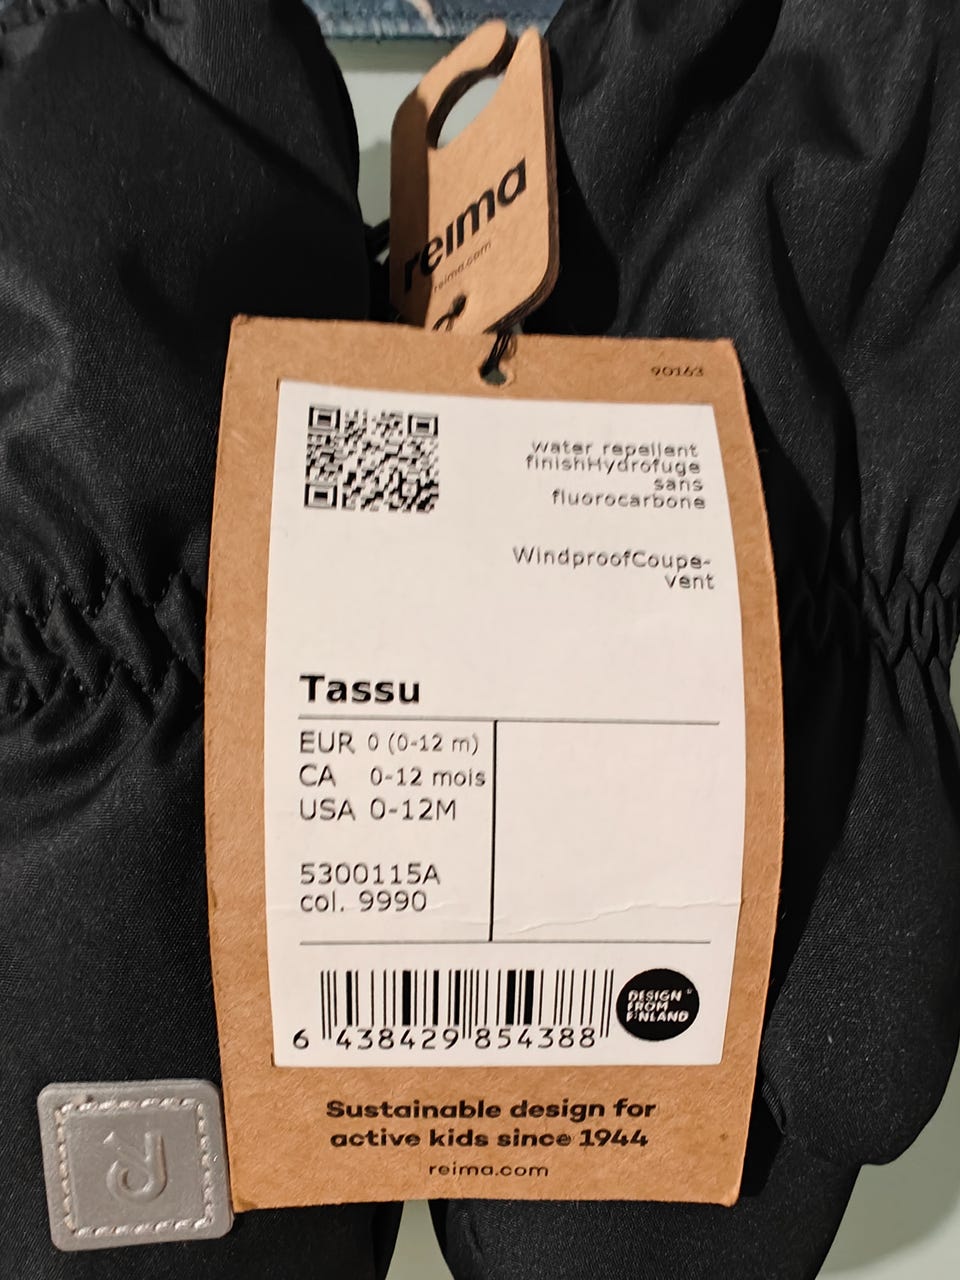 reima
reima.com
90163
water repellent
finishHydrofuge
sans
fluorocarbone
WindproofCoupe-
vent
Tassu
EUR 0 (0-12 m)
CA 0-12 mois
USA 0-12M
5300115A
col. 9990
6 438429 854388
DESIGN
FROM
FINLAND
Sustainable design for
active kids since 1944
reima.com